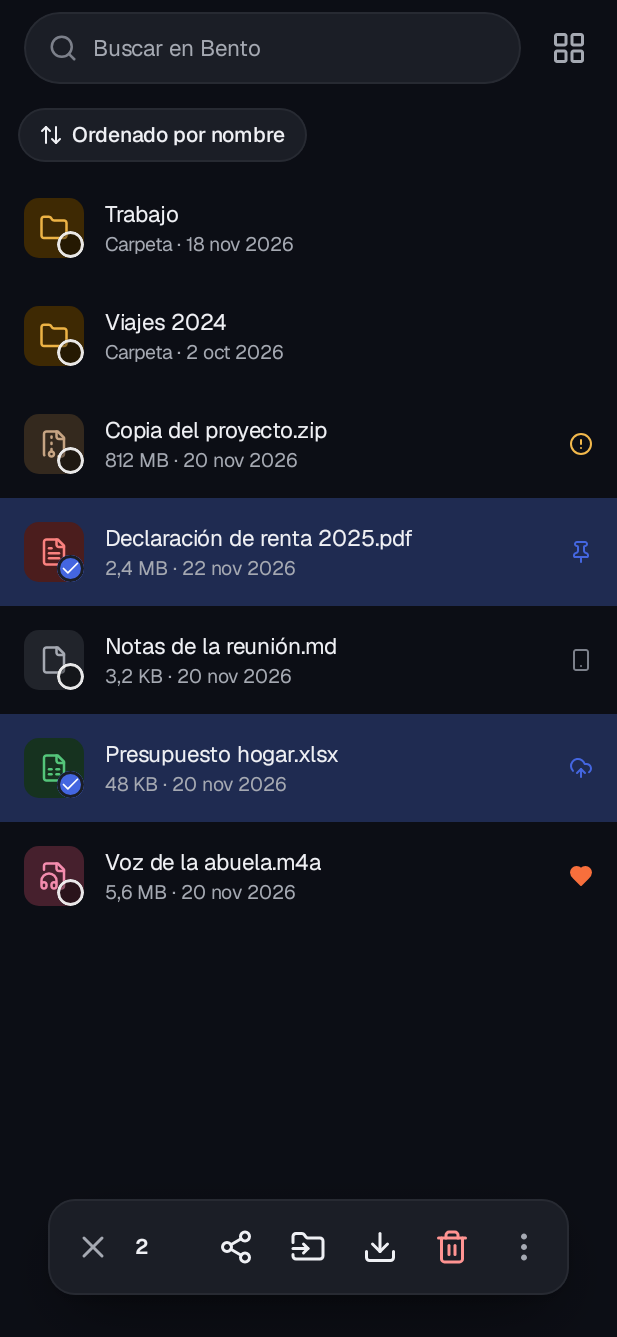 Buscar en Bento
Ordenado por nombre
Trabajo
Carpeta · 18 nov 2026
Viajes 2024
Carpeta · 2 oct 2026
Copia del proyecto.zip
812 MB · 20 nov 2026
Declaración de renta 2025.pdf
2,4 MB · 22 nov 2026
Notas de la reunión.md
3,2 KB · 20 nov 2026
Presupuesto hogar.xlsx
48 KB · 20 nov 2026
Voz de la abuela.m4a
5,6 MB · 20 nov 2026
2